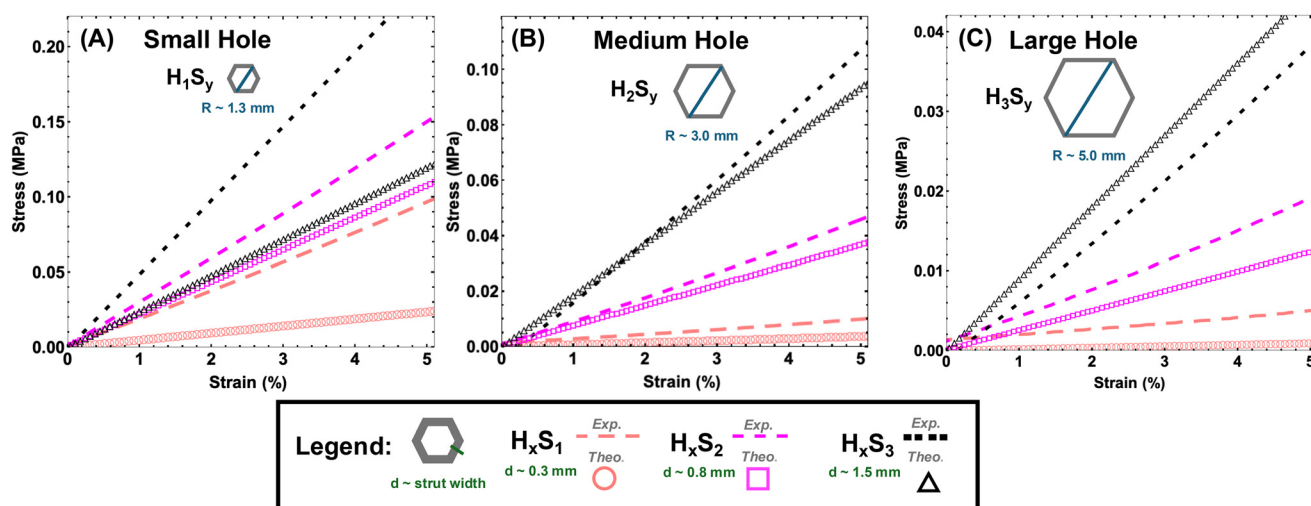 (A) Small Hole
H₁Sᵧ
R ~ 1.3 mm
Stress (MPa)
0.20
0.15
0.10
0.05
0.00
0 1 2 3 4 5
Strain (%)
(B) Medium Hole
H₂Sᵧ
R ~ 3.0 mm
Stress (MPa)
0.10
0.08
0.06
0.04
0.02
0.00
0 1 2 3 4 5
Strain (%)
(C) Large Hole
H₃Sᵧ
R ~ 5.0 mm
Stress (MPa)
0.04
0.03
0.02
0.01
0.00
0 1 2 3 4 5
Strain (%)
Legend:
d ~ strut width
HₓS₁
d ~ 0.3 mm
Exp.
Theo.
HₓS₂
d ~ 0.8 mm
Exp.
Theo.
HₓS₃
d ~ 1.5 mm
Exp.
Theo.